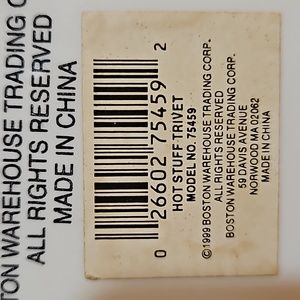 TON WAREHOUSE TRADING C
ALL RIGHTS RESERVED
MADE IN CHINA
0 26602 75459 2
HOT STUFF TRIVET
MODEL NO. 75459
©1999 BOSTON WAREHOUSE TRADING CORP.
ALL RIGHTS RESERVED
BOSTON WAREHOUSE TRADING CORP.
59 DAVIS AVENUE
NORWOOD MA 02062
MADE IN CHINA